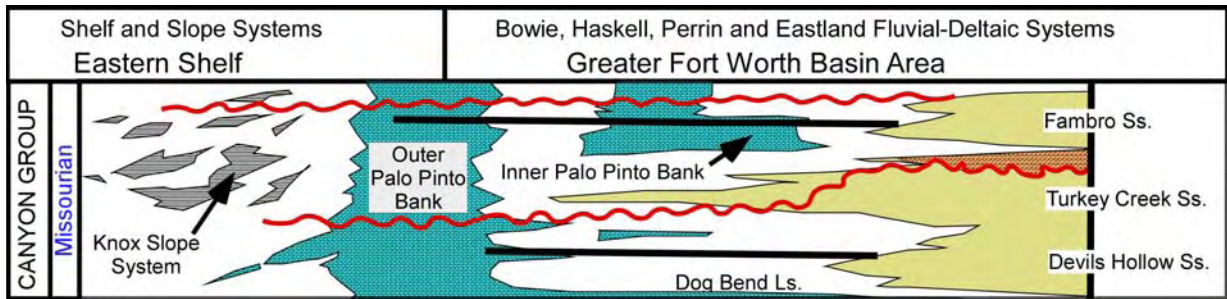 Shelf and Slope Systems
Eastern Shelf
Bowie, Haskell, Perrin and Eastland Fluvial-Deltaic Systems
Greater Fort Worth Basin Area
CANYON GROUP
Missourian
Knox Slope
System
Outer
Palo Pinto
Bank
Inner Palo Pinto Bank
Dog Bend Ls.
Fambro Ss.
Turkey Creek Ss.
Devils Hollow Ss.